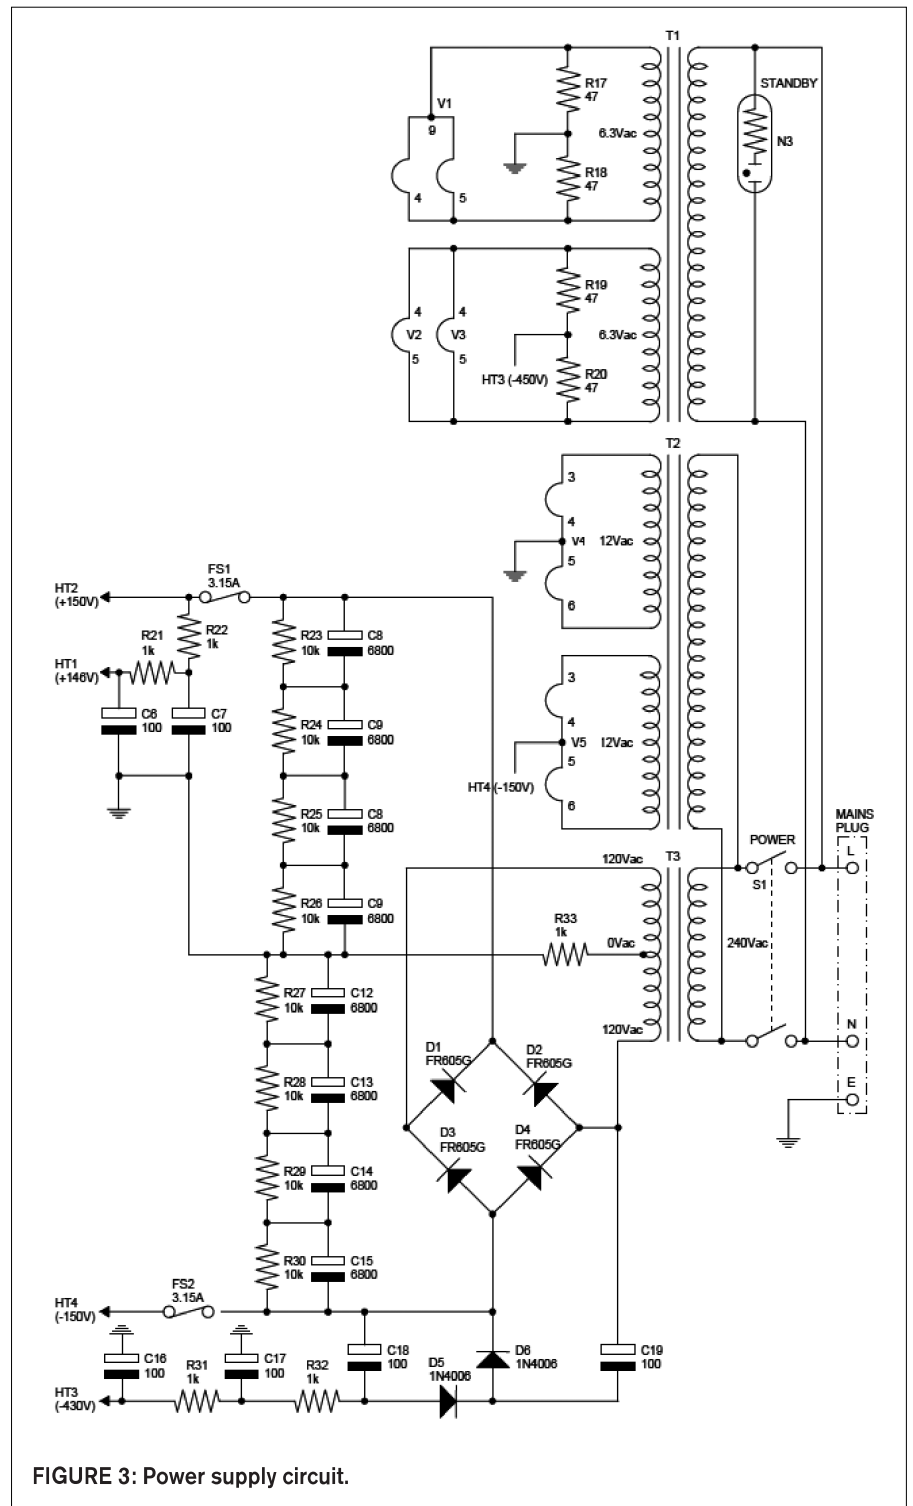 T1
STANDBY
R17
47
V1
9
6.3Vac
N3
R18
47
4
5
R19
47
4
4
V2
V3
6.3Vac
5
5
HT3 (-450V)
R20
47
T2
3
4
V4
12Vac
5
6
FS1
3.15A
HT2
(+150V)
R21
1k
R22
1k
R23
10k
C8
6800
HT1
(+146V)
3
C6
100
C7
100
R24
10k
C9
6800
4
V5
12Vac
5
HT4 (-150V)
6
R25
10k
C8
6800
MAINS
PLUG
POWER
L
120Vac
T3
S1
R26
10k
C9
6800
R33
1k
0Vac
240Vac
R27
10k
C12
6800
120Vac
N
D1
FR605G
D2
FR605G
R28
10k
C13
6800
E
D3
FR605G
D4
FR605G
R29
10k
C14
6800
R30
10k
C15
6800
FS2
3.15A
HT4
(-150V)
C16
100
R31
1k
C17
100
R32
1k
C18
100
D5
1N4006
D6
1N4006
C19
100
HT3
(-430V)
FIGURE 3: Power supply circuit.